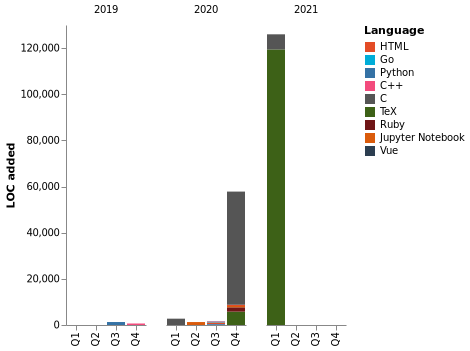 2019
2020
2021
LOC added
120,000
100,000
80,000
60,000
40,000
20,000
0
Q1
Q2
Q3
Q4
Q1
Q2
Q3
Q4
Q1
Q2
Q3
Q4
Language
HTML
Go
Python
C++
C
TeX
Ruby
Jupyter Notebook
Vue